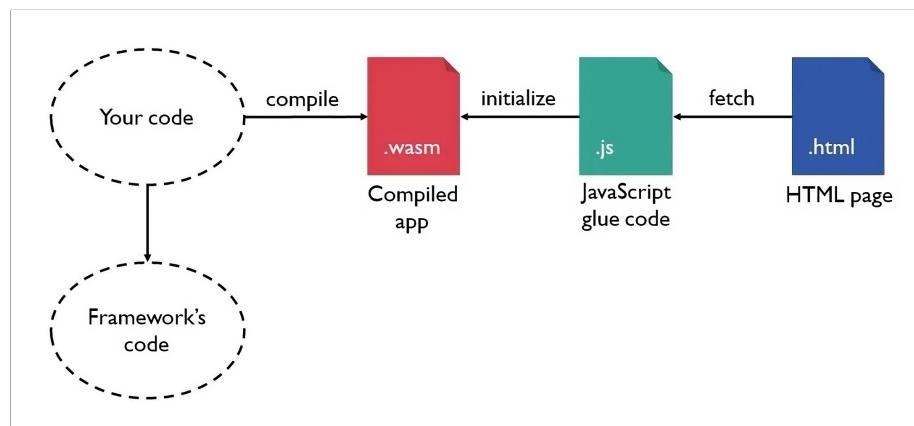 Your code
compile
.wasm
Compiled
app
initialize
.js
JavaScript
glue code
fetch
.html
HTML page
Framework's
code